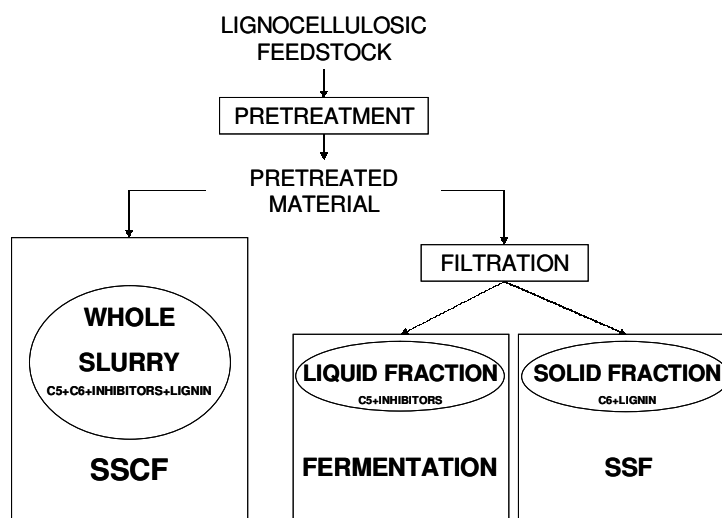 LIGNOCELLULOSIC
FEEDSTOCK
PRETREATMENT
PRETREATED
MATERIAL
FILTRATION
WHOLE
SLURRY
C5+C6+INHIBITORS+LIGNIN
SSCF
LIQUID FRACTION
C5+INHIBITORS
FERMENTATION
SOLID FRACTION
C6+LIGNIN
SSF